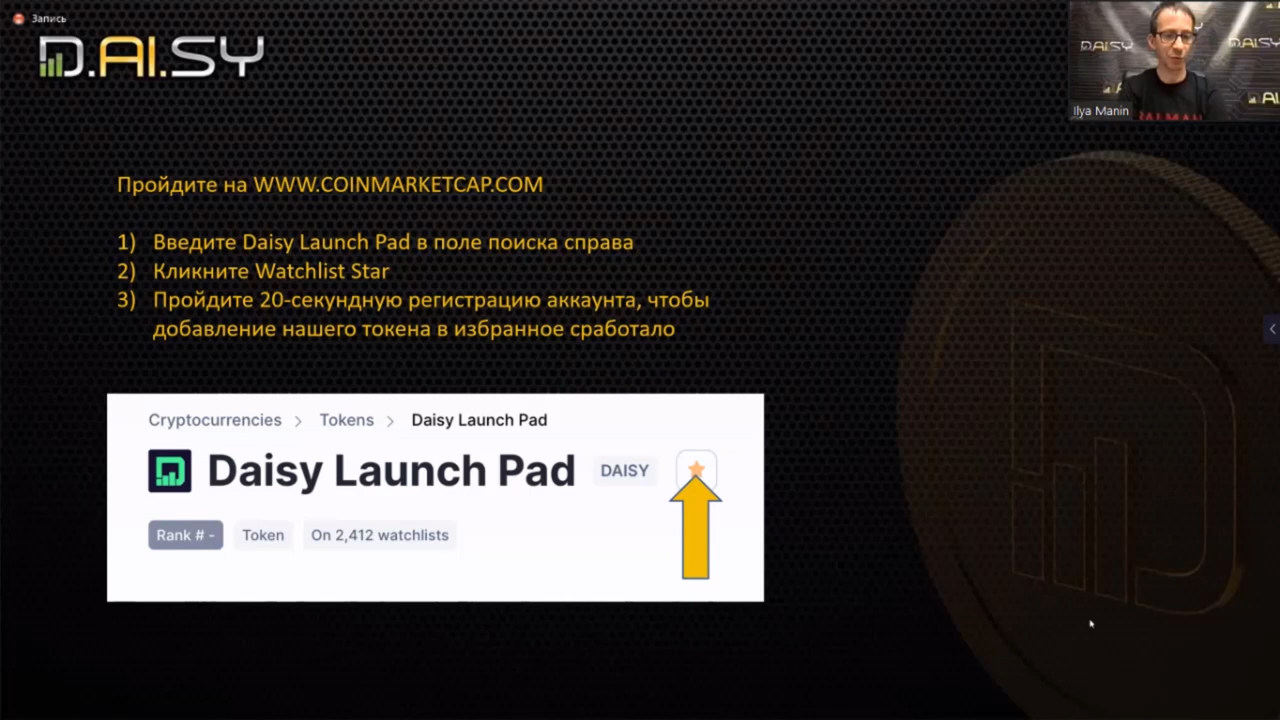 Запись
D.AI.SY
DAISY
DAISY
Ilya Manin
Пройдите на WWW.COINMARKETCAP.COM
1) Введите Daisy Launch Pad в поле поиска справа
2) Кликните Watchlist Star
3) Пройдите 20-секундную регистрацию аккаунта, чтобы
добавление нашего токена в избранное сработало
Cryptocurrencies > Tokens > Daisy Launch Pad
Daisy Launch Pad DAISY
Rank # - Token On 2,412 watchlists